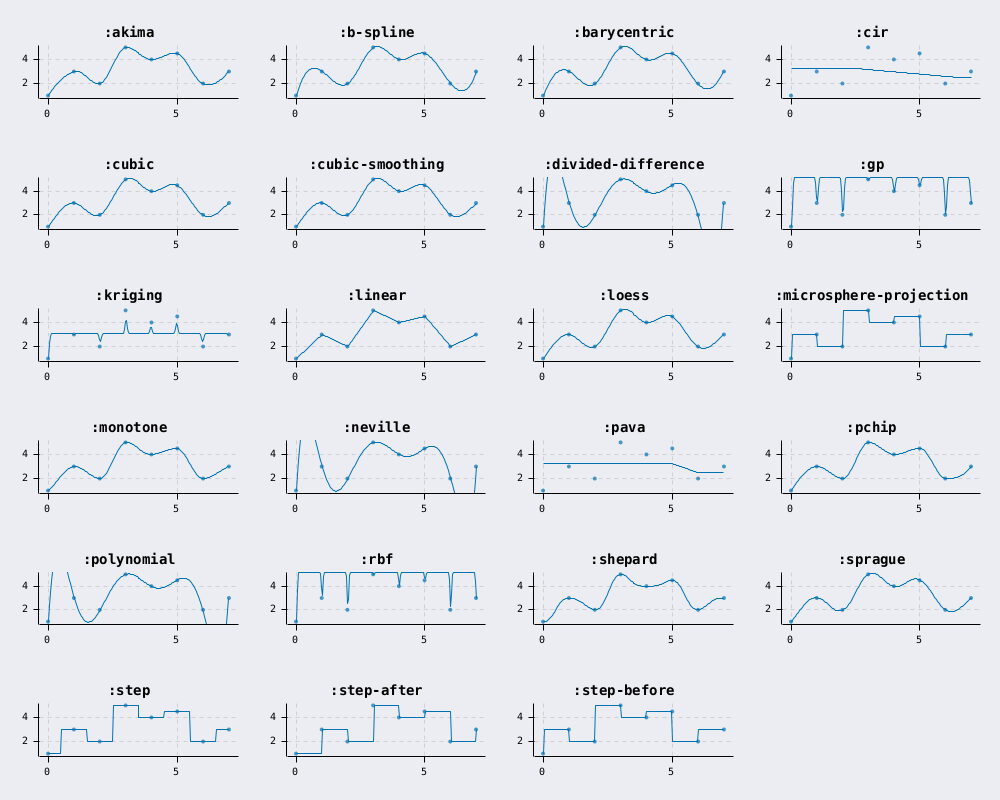 :akima :b-spline :barycentric :cir
4 4 4 4
2 2 2 2
0 5 0 5 0 5 0 5
:cubic :cubic-smoothing :divided-difference :gp
4 4 4 4
2 2 2 2
0 5 0 5 0 5 0 5
:kriging :linear :loess :microsphere-projection
4 4 4 4
2 2 2 2
0 5 0 5 0 5 0 5
:monotone :neville :pava :pchip
4 4 4 4
2 2 2 2
0 5 0 5 0 5 0 5
:polynomial :rbf :shepard :sprague
4 4 4 4
2 2 2 2
0 5 0 5 0 5 0 5
:step :step-after :step-before
4 4 4
2 2 2
0 5 0 5 0 5